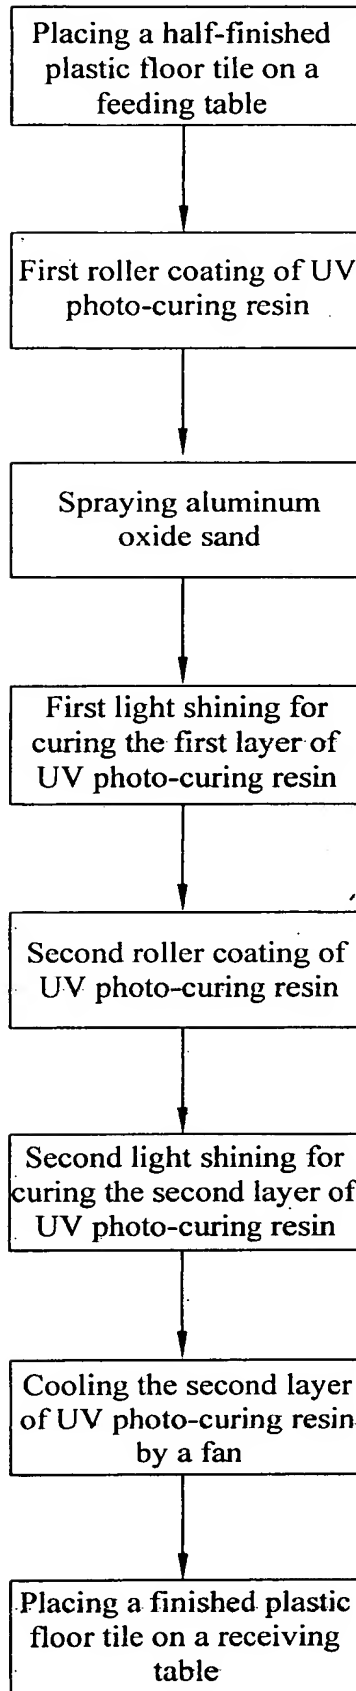 Placing a half-finished
plastic floor tile on a
feeding table
First roller coating of UV
photo-curing resin
Spraying aluminum
oxide sand
First light shining for
curing the first layer of
UV photo-curing resin
Second roller coating of
UV photo-curing resin
Second light shining for
curing the second layer of
UV photo-curing resin
Cooling the second layer
of UV photo-curing resin
by a fan
Placing a finished plastic
floor tile on a receiving
table